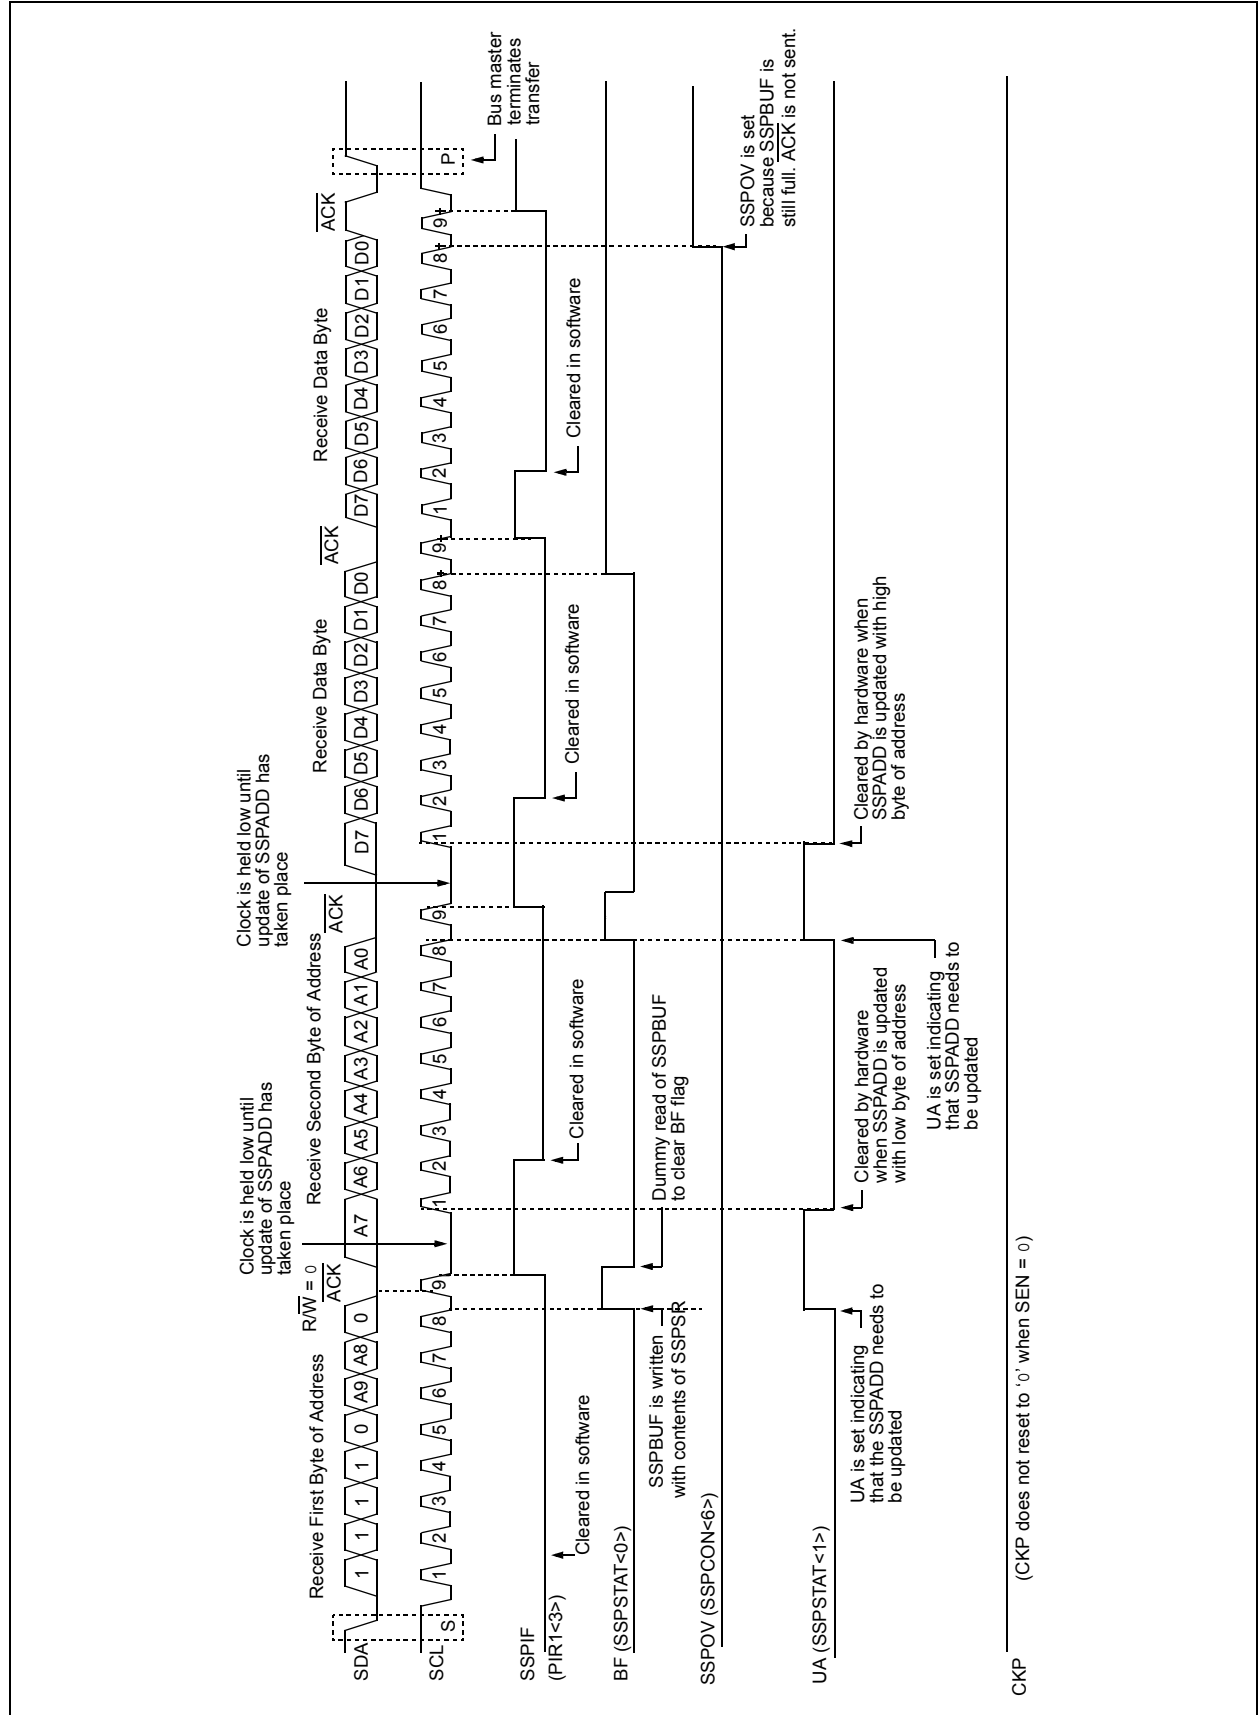 Receive First Byte of Address
R/W = 0
ACK
Clock is held low until
update of SSPADD has
taken place
Receive Second Byte of Address
ACK
Clock is held low until
update of SSPADD has
taken place
Receive Data Byte
ACK
Receive Data Byte
ACK
SDA
1 1 1 1 0 A9 A8 0 A7 A6 A5 A4 A3 A2 A1 A0 D7 D6 D5 D4 D3 D2 D1 D0 D7 D6 D5 D4 D3 D2 D1 D0
SCL
S 1 2 3 4 5 6 7 8 9 1 2 3 4 5 6 7 8 9 1 2 3 4 5 6 7 8 9 1 2 3 4 5 6 7 8 9 P
Bus master
terminates
transfer
SSPIF
(PIR1<3>)
Cleared in software
Cleared in software
Cleared in software
Cleared in software
BF (SSPSTAT<0>)
SSPBUF is written
with contents of SSPSR
Dummy read of SSPBUF
to clear BF flag
SSPOV (SSPCON<6>)
SSPOV is set
because SSPBUF is
still full. ACK is not sent.
UA (SSPSTAT<1>)
UA is set indicating
that the SSPADD needs to
be updated
Cleared by hardware
when SSPADD is updated
with low byte of address
UA is set indicating
that SSPADD needs to
be updated
Cleared by hardware when
SSPADD is updated with high
byte of address
CKP
(CKP does not reset to ‘0’ when SEN = 0)